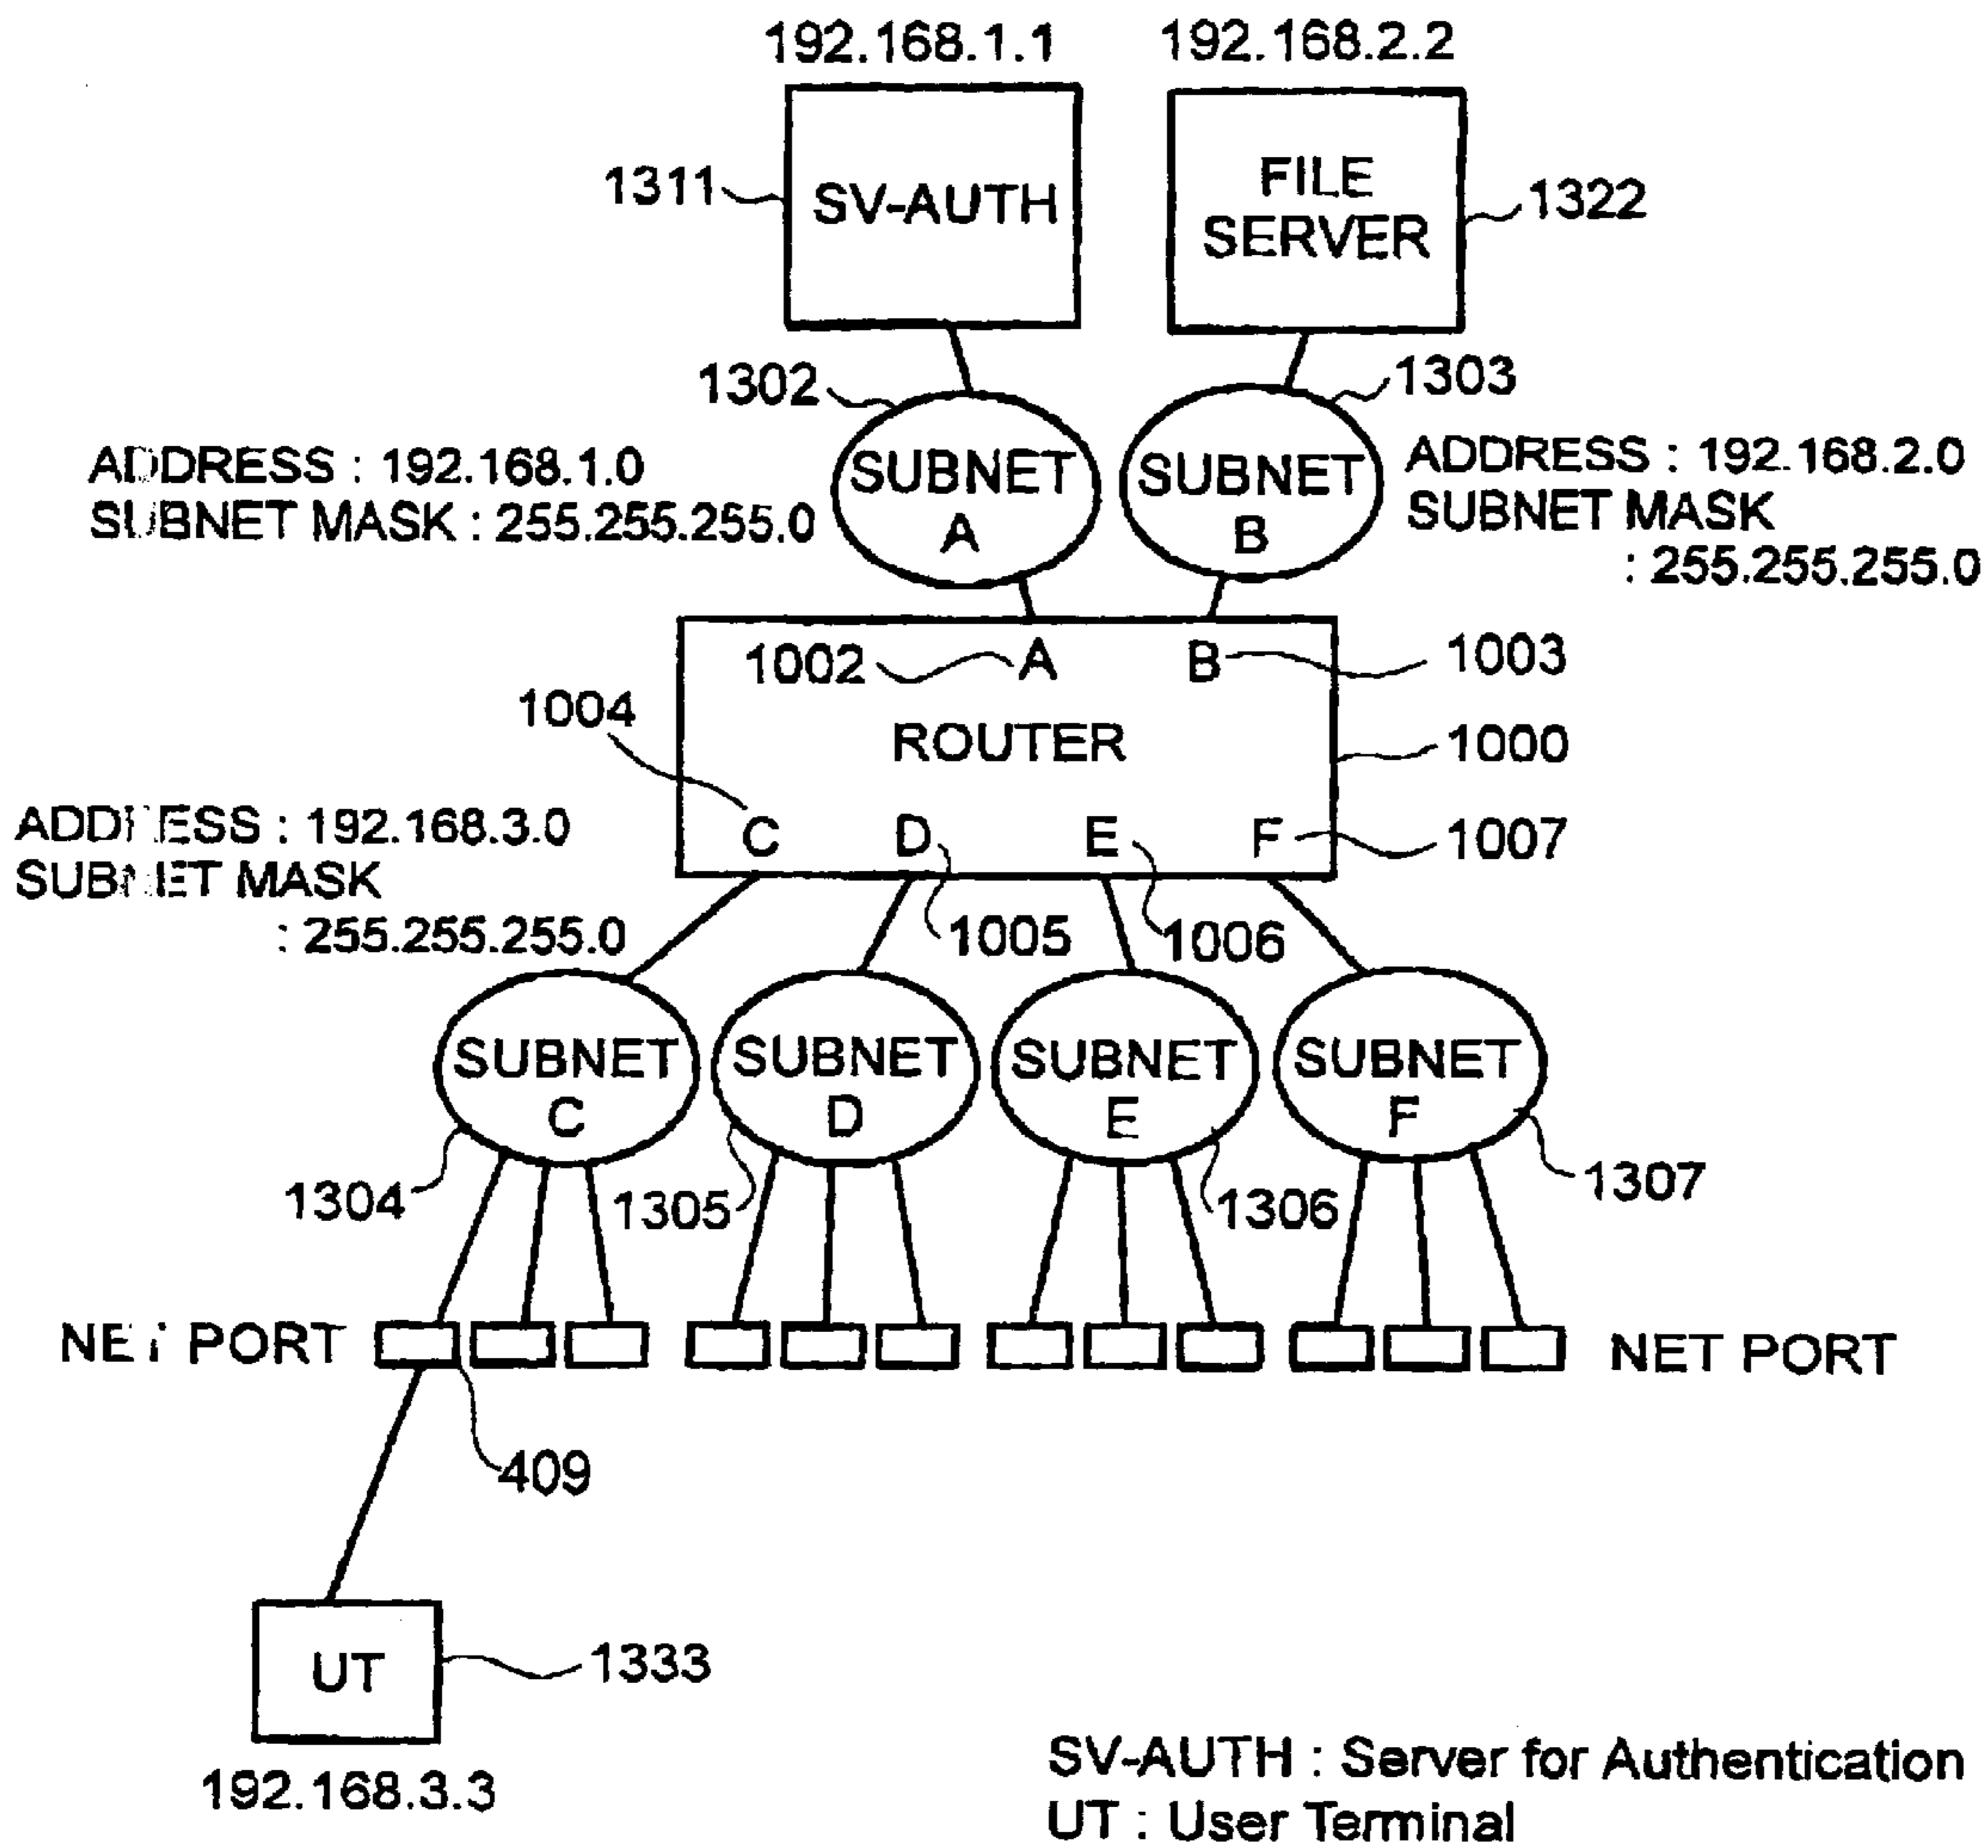 192.168.1.1
192.168.2.2
1311
SV-AUTH
FILE
SERVER
1322
1302
1303
ADDRESS : 192.168.1.0
SUBNET MASK : 255.255.255.0
SUBNET
A
SUBNET
B
ADDRESS : 192.168.2.0
SUBNET MASK
: 255.255.255.0
1002
A
B
1003
1004
ROUTER
1000
ADDRESS : 192.168.3.0
SUBNET MASK
: 255.255.255.0
C
D
E
F
1007
1005
1006
SUBNET
C
SUBNET
D
SUBNET
E
SUBNET
F
1304
1305
1306
1307
NET PORT
NET PORT
409
UT
1333
192.168.3.3
SV-AUTH : Server for Authentication
UT : User Terminal